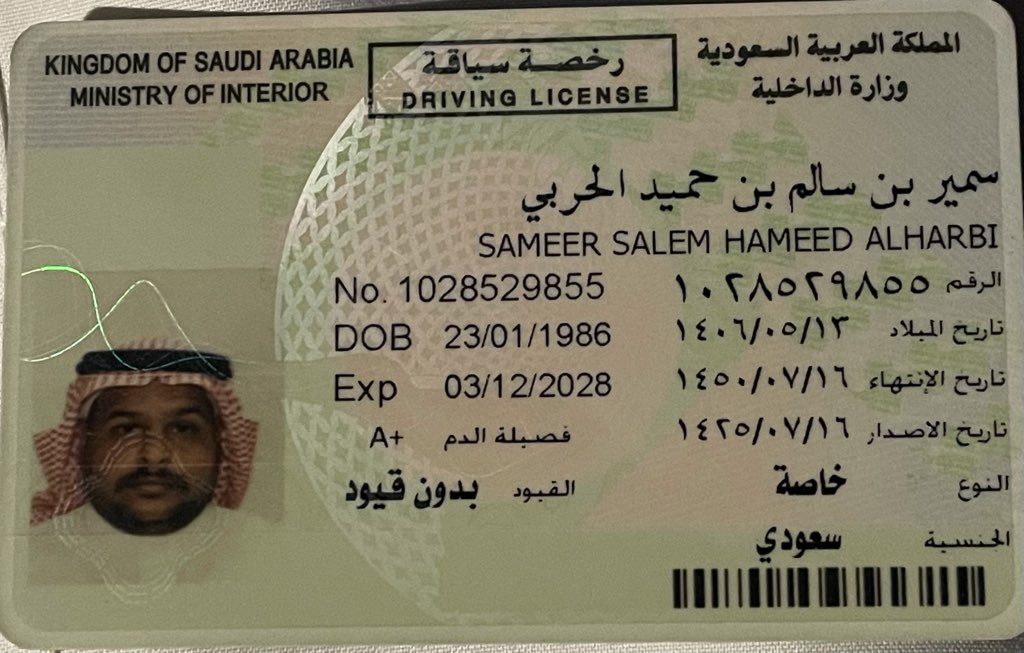 KINGDOM OF SAUDI ARABIA
MINISTRY OF INTERIOR
رخصة سياقة
DRIVING LICENSE
المملكة العربية السعودية
وزارة الداخلية
سمير بن سالم بن حميد الحربي
SAMEER SALEM HAMEED ALHARBI
No. 1028529855
الرقم ١٠٢٨٥٢٩٨٥٥
DOB 23/01/1986
تاريخ الميلاد ١٤٠٦/٠٥/١٣
Exp 03/12/2028
تاريخ الإنتهاء ١٤٥٠/٠٧/١٦
فصيلة الدم A+
تاريخ الاصدار ١٤٢٥/٠٧/١٦
القيود بدون قيود
النوع خاصة
الجنسية سعودي